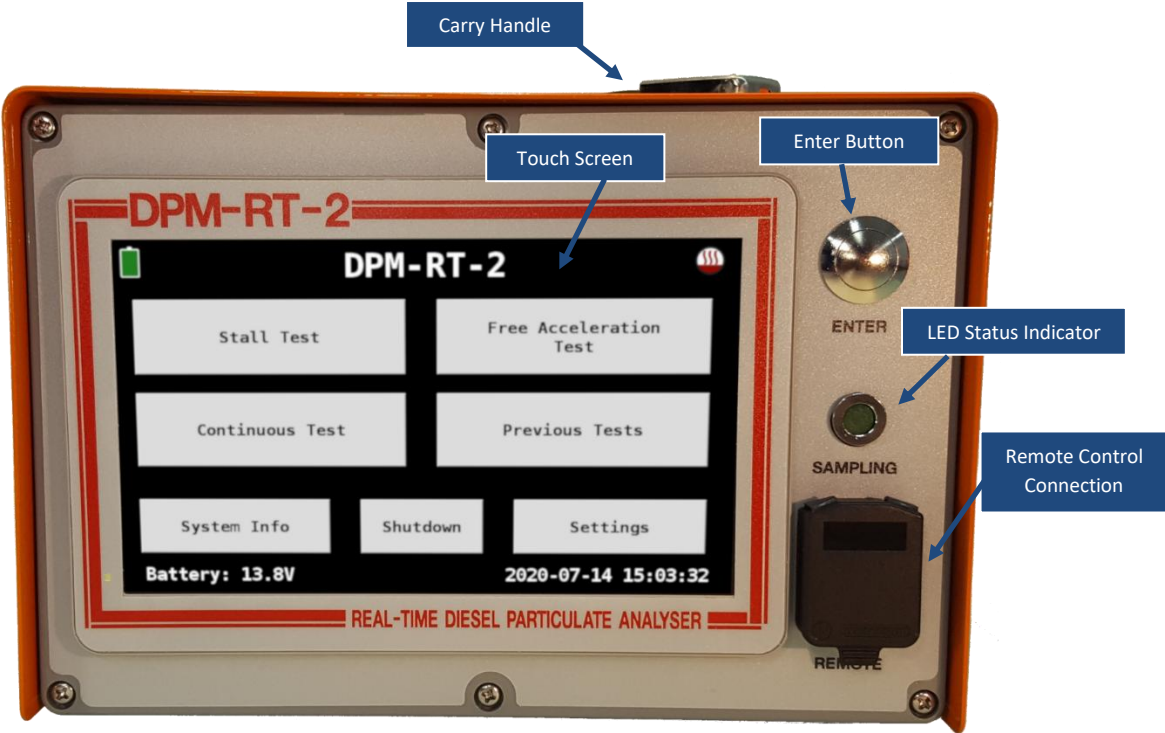 Carry Handle
Touch Screen
Enter Button
DPM-RT-2
DPM-RT-2
Stall Test
Free Acceleration
Test
ENTER
LED Status Indicator
Continuous Test
Previous Tests
SAMPLING
Remote Control
Connection
System Info
Shutdown
Settings
Battery: 13.8V
2020-07-14 15:03:32
REAL-TIME DIESEL PARTICULATE ANALYSER
REMOTE